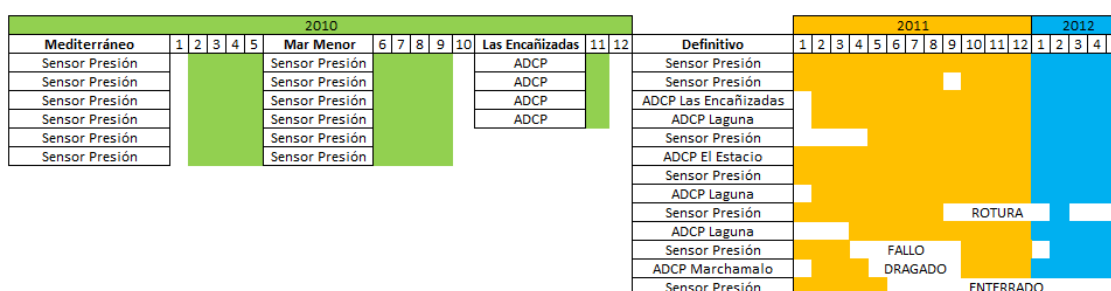 2010 2011 2012
Mediterráneo 1 2 3 4 5 Mar Menor 6 7 8 9 10 Las Encañizadas 11 12 Definitivo 1 2 3 4 5 6 7 8 9 10 11 12 1 2 3 4
Sensor Presión Sensor Presión ADCP Sensor Presión
Sensor Presión Sensor Presión ADCP Sensor Presión
Sensor Presión Sensor Presión ADCP ADCP Las Encañizadas
Sensor Presión Sensor Presión ADCP ADCP Laguna
Sensor Presión Sensor Presión Sensor Presión
Sensor Presión Sensor Presión ADCP El Estacio
Sensor Presión
ADCP Laguna
Sensor Presión ROTURA
ADCP Laguna
Sensor Presión FALLO
ADCP Marchamalo DRAGADO
Sensor Presión ENTERRADO